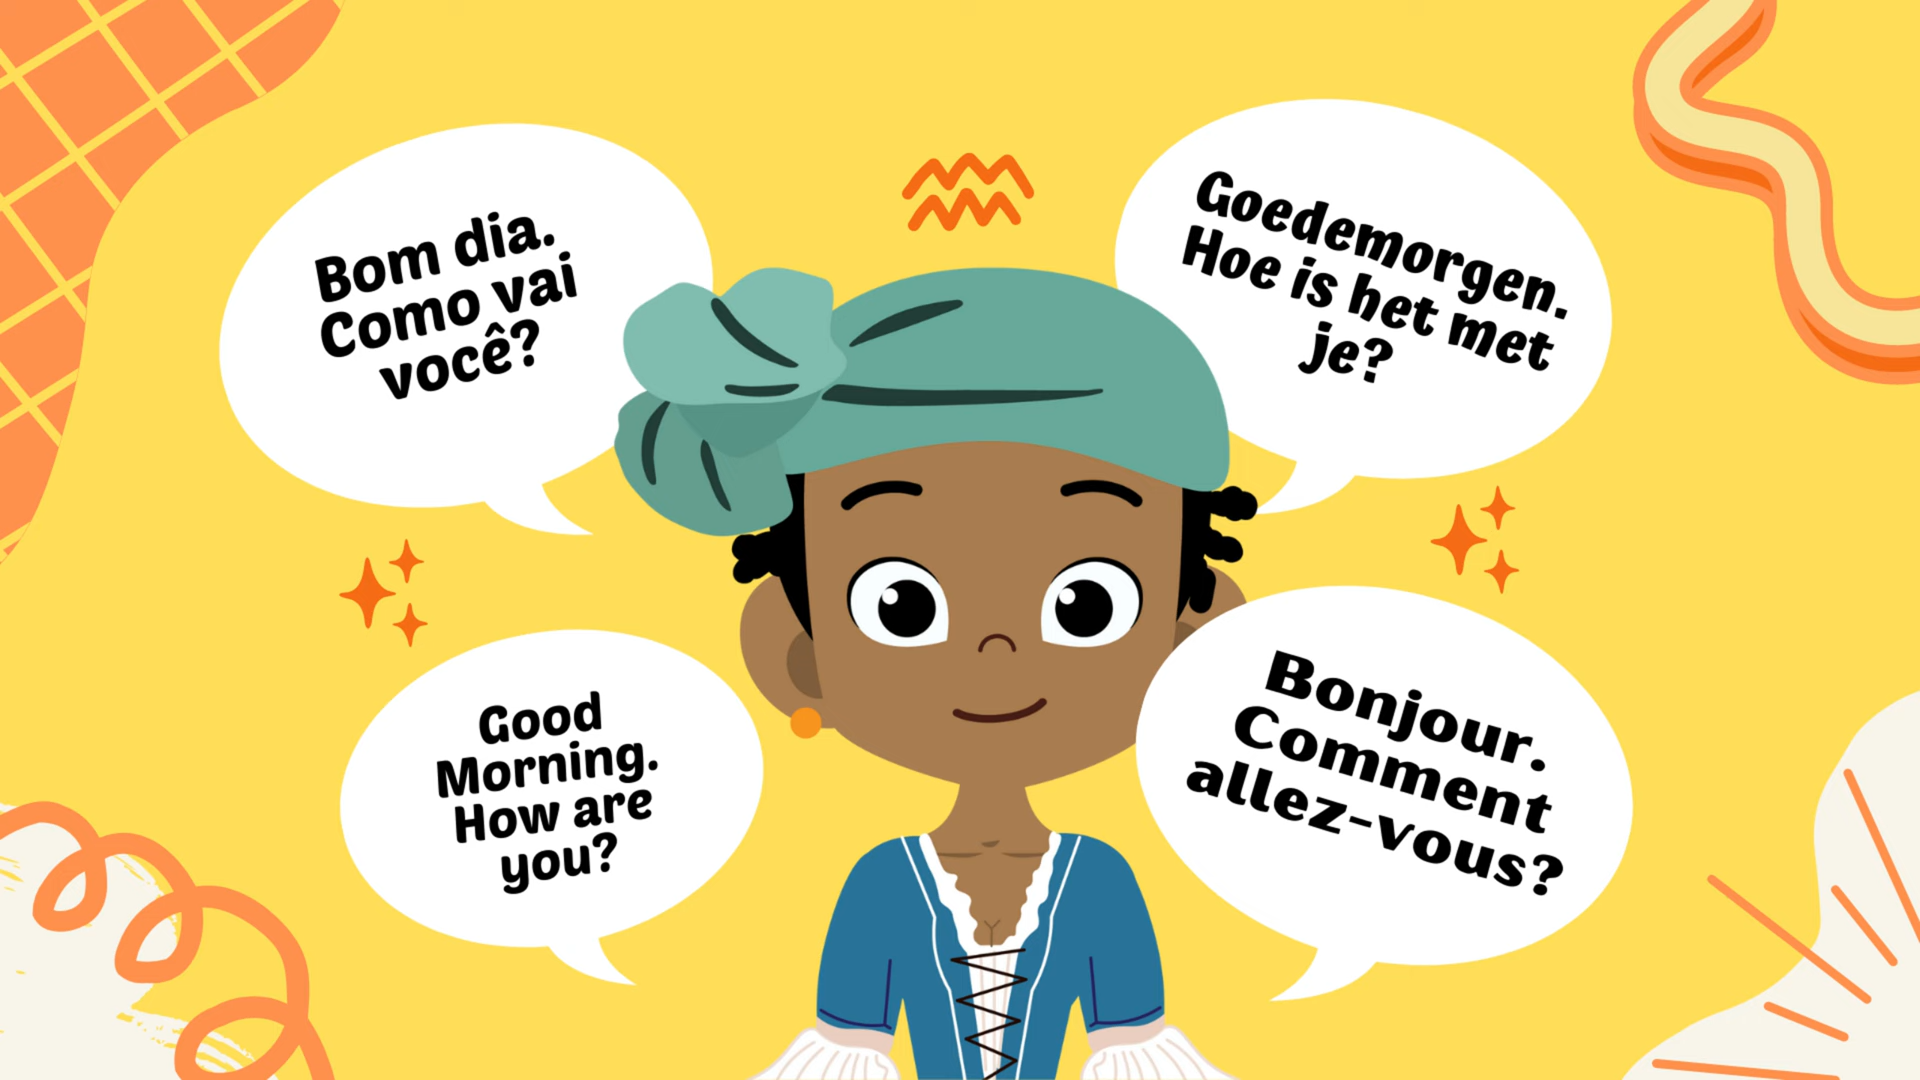 Bom dia.
Como vai
você?
Goedemorgen.
Hoe is het met
je?
Good
Morning.
How are
you?
Bonjour.
Comment
allez-vous?